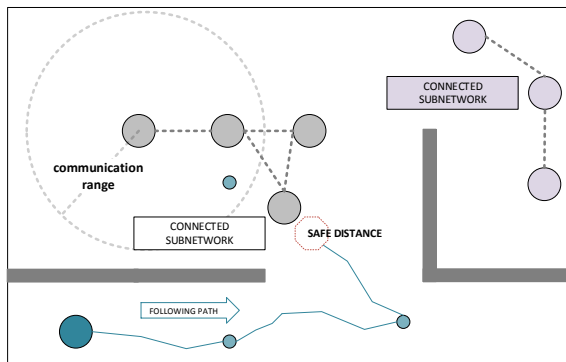 CONNECTED
SUBNETWORK
communication
range
CONNECTED
SUBNETWORK
SAFE DISTANCE
FOLLOWING PATH